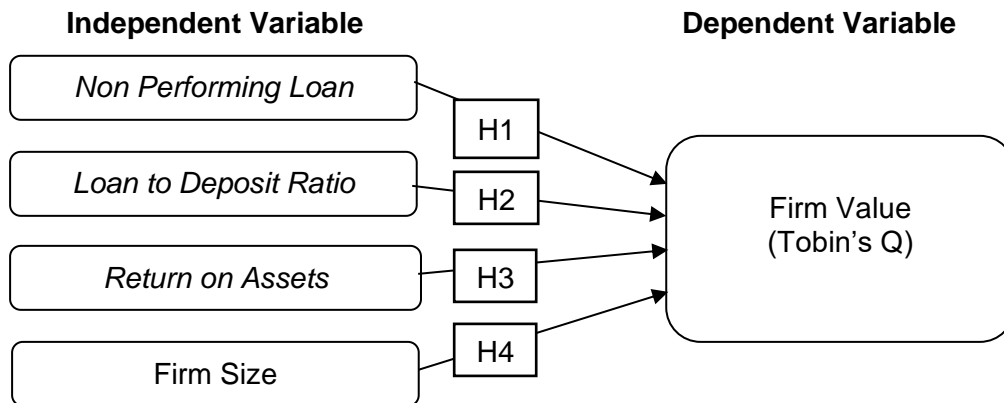 Independent Variable
Dependent Variable
Non Performing Loan
H1
Loan to Deposit Ratio
H2
Return on Assets
H3
Firm Size
H4
Firm Value
(Tobin’s Q)